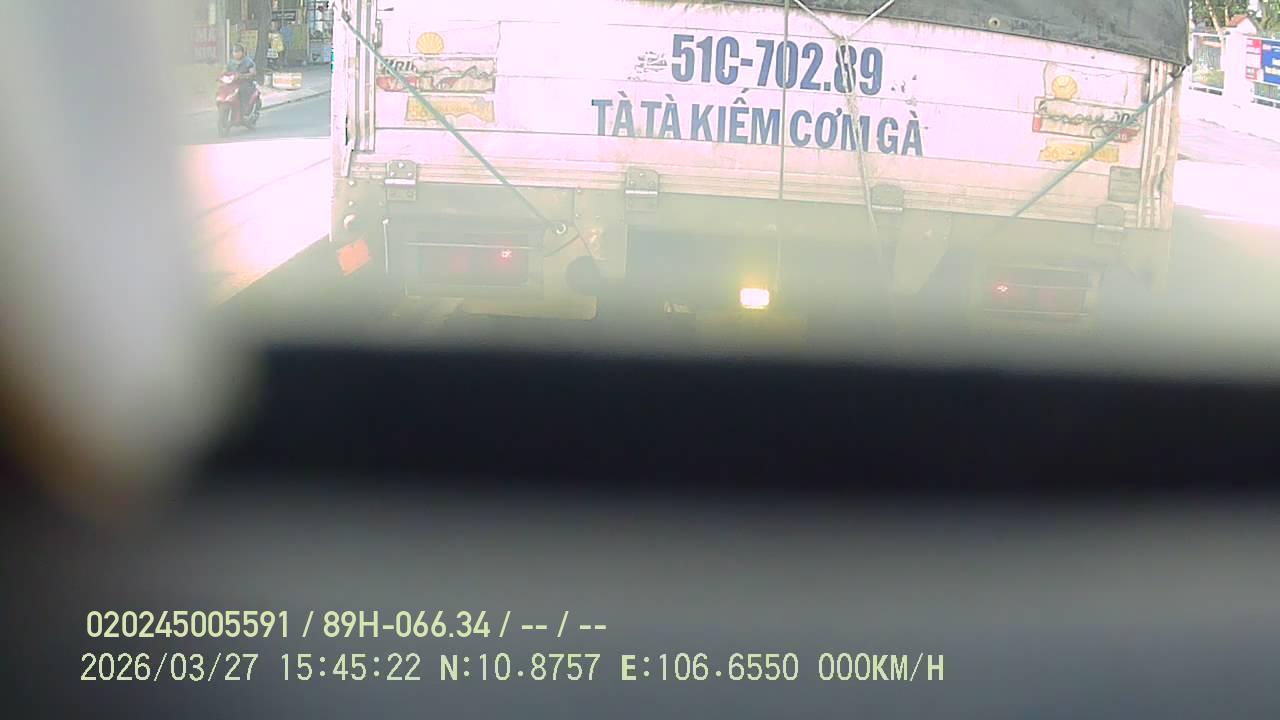 51C-702.89
TÀ TÀ KIẾM CƠM GÀ
020245005591 / 89H-066.34 / -- / --
2026/03/27 15:45:22 N:10.8757 E:106.6550 000KM/H